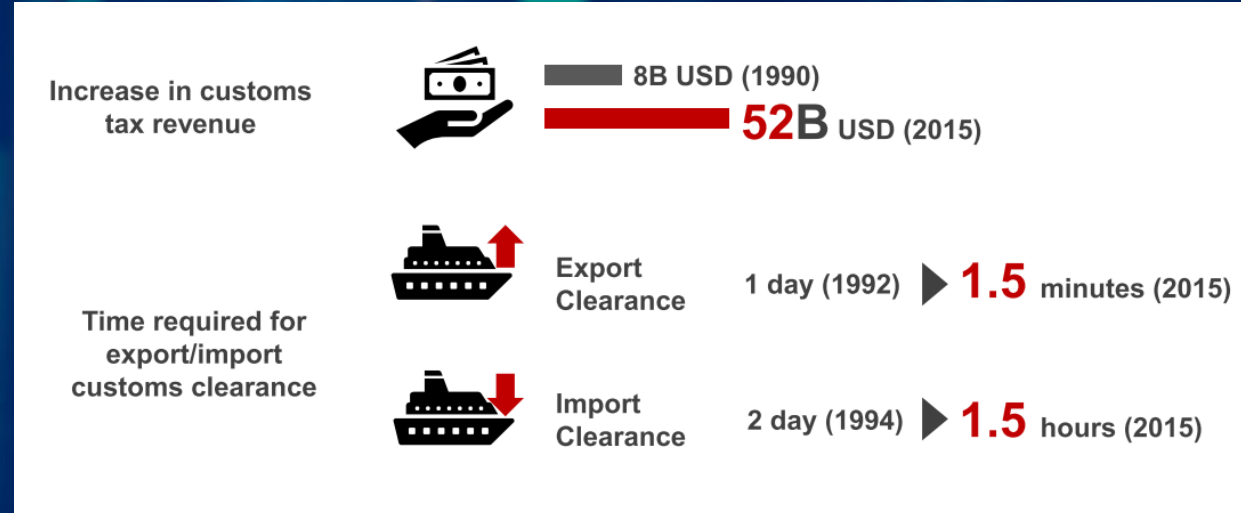 Increase in customs
tax revenue
8B USD (1990)
52B USD (2015)
Time required for
export/import
customs clearance
Export
Clearance
1 day (1992)
1.5 minutes (2015)
Import
Clearance
2 day (1994)
1.5 hours (2015)